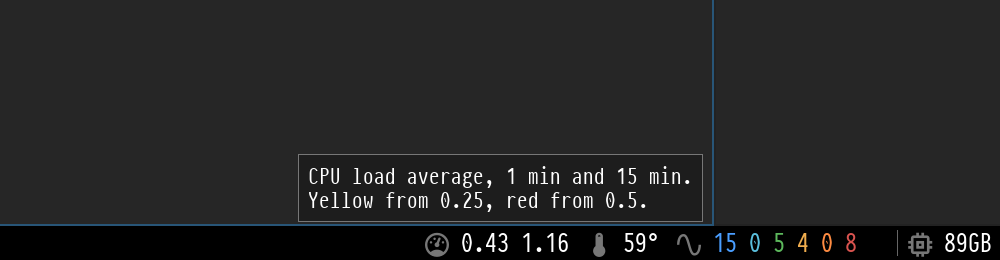 CPU load average, 1 min and 15 min.
Yellow from 0.25, red from 0.5.
0.43 1.16 59° 15 0 5 4 0 8 89GB